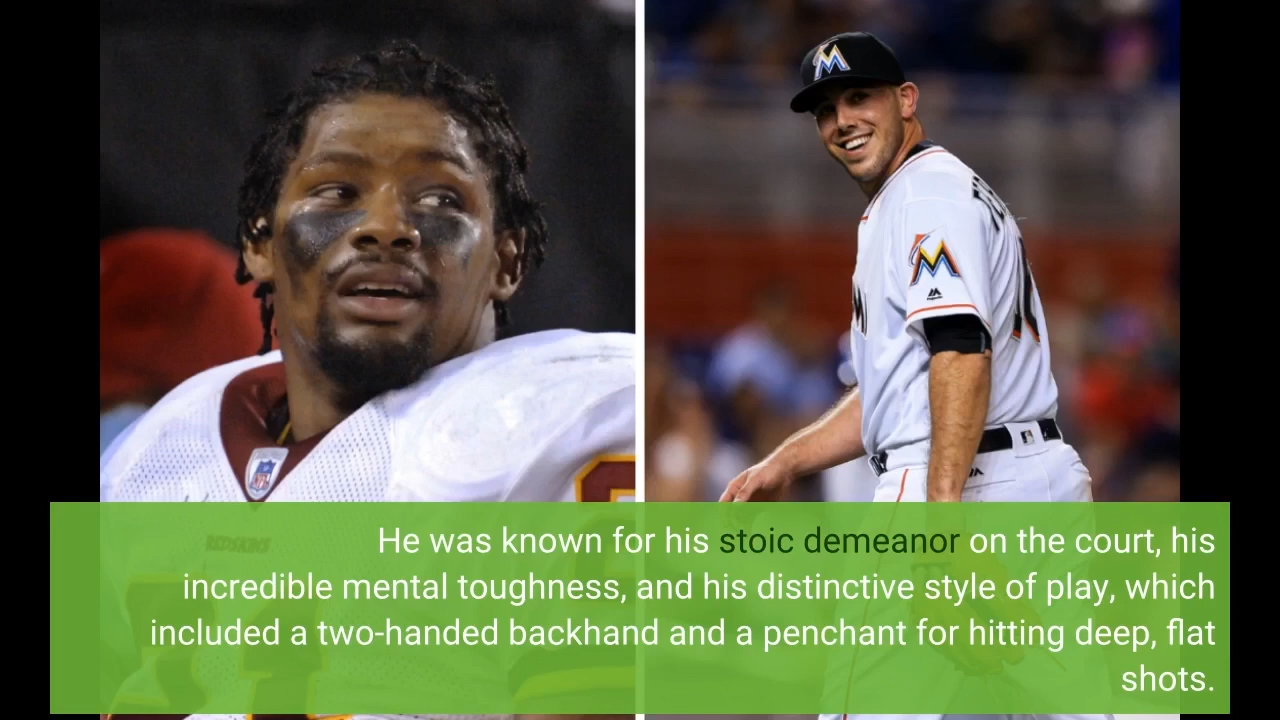 REDSKINS
He was known for his stoic demeanor on the court, his
incredible mental toughness, and his distinctive style of play, which
included a two-handed backhand and a penchant for hitting deep, flat
shots.